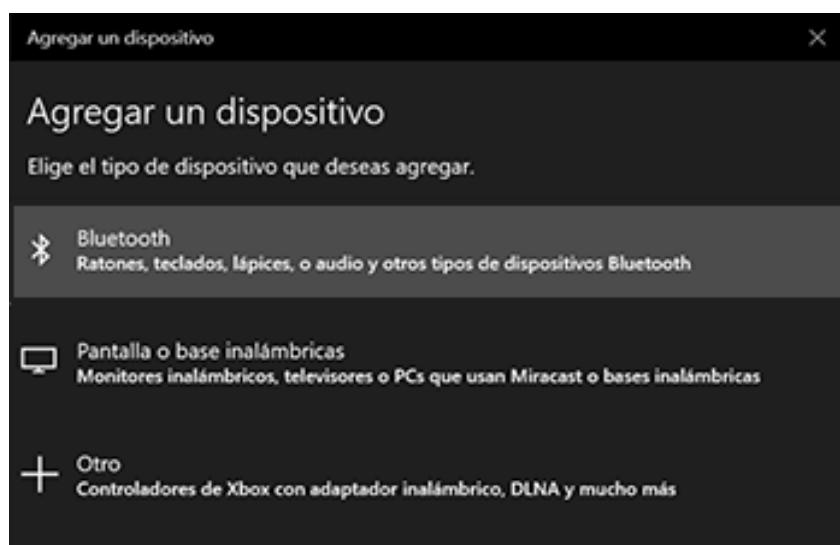 Agregar un dispositivo
Agregar un dispositivo
Elige el tipo de dispositivo que deseas agregar.
Bluetooth
Ratones, teclados, lápices, o audio y otros tipos de dispositivos Bluetooth
Pantalla o base inalámbricas
Monitores inalámbricos, televisores o PCs que usan Miracast o bases inalámbricas
Otro
Controladores de Xbox con adaptador inalámbrico, DLNA y mucho más